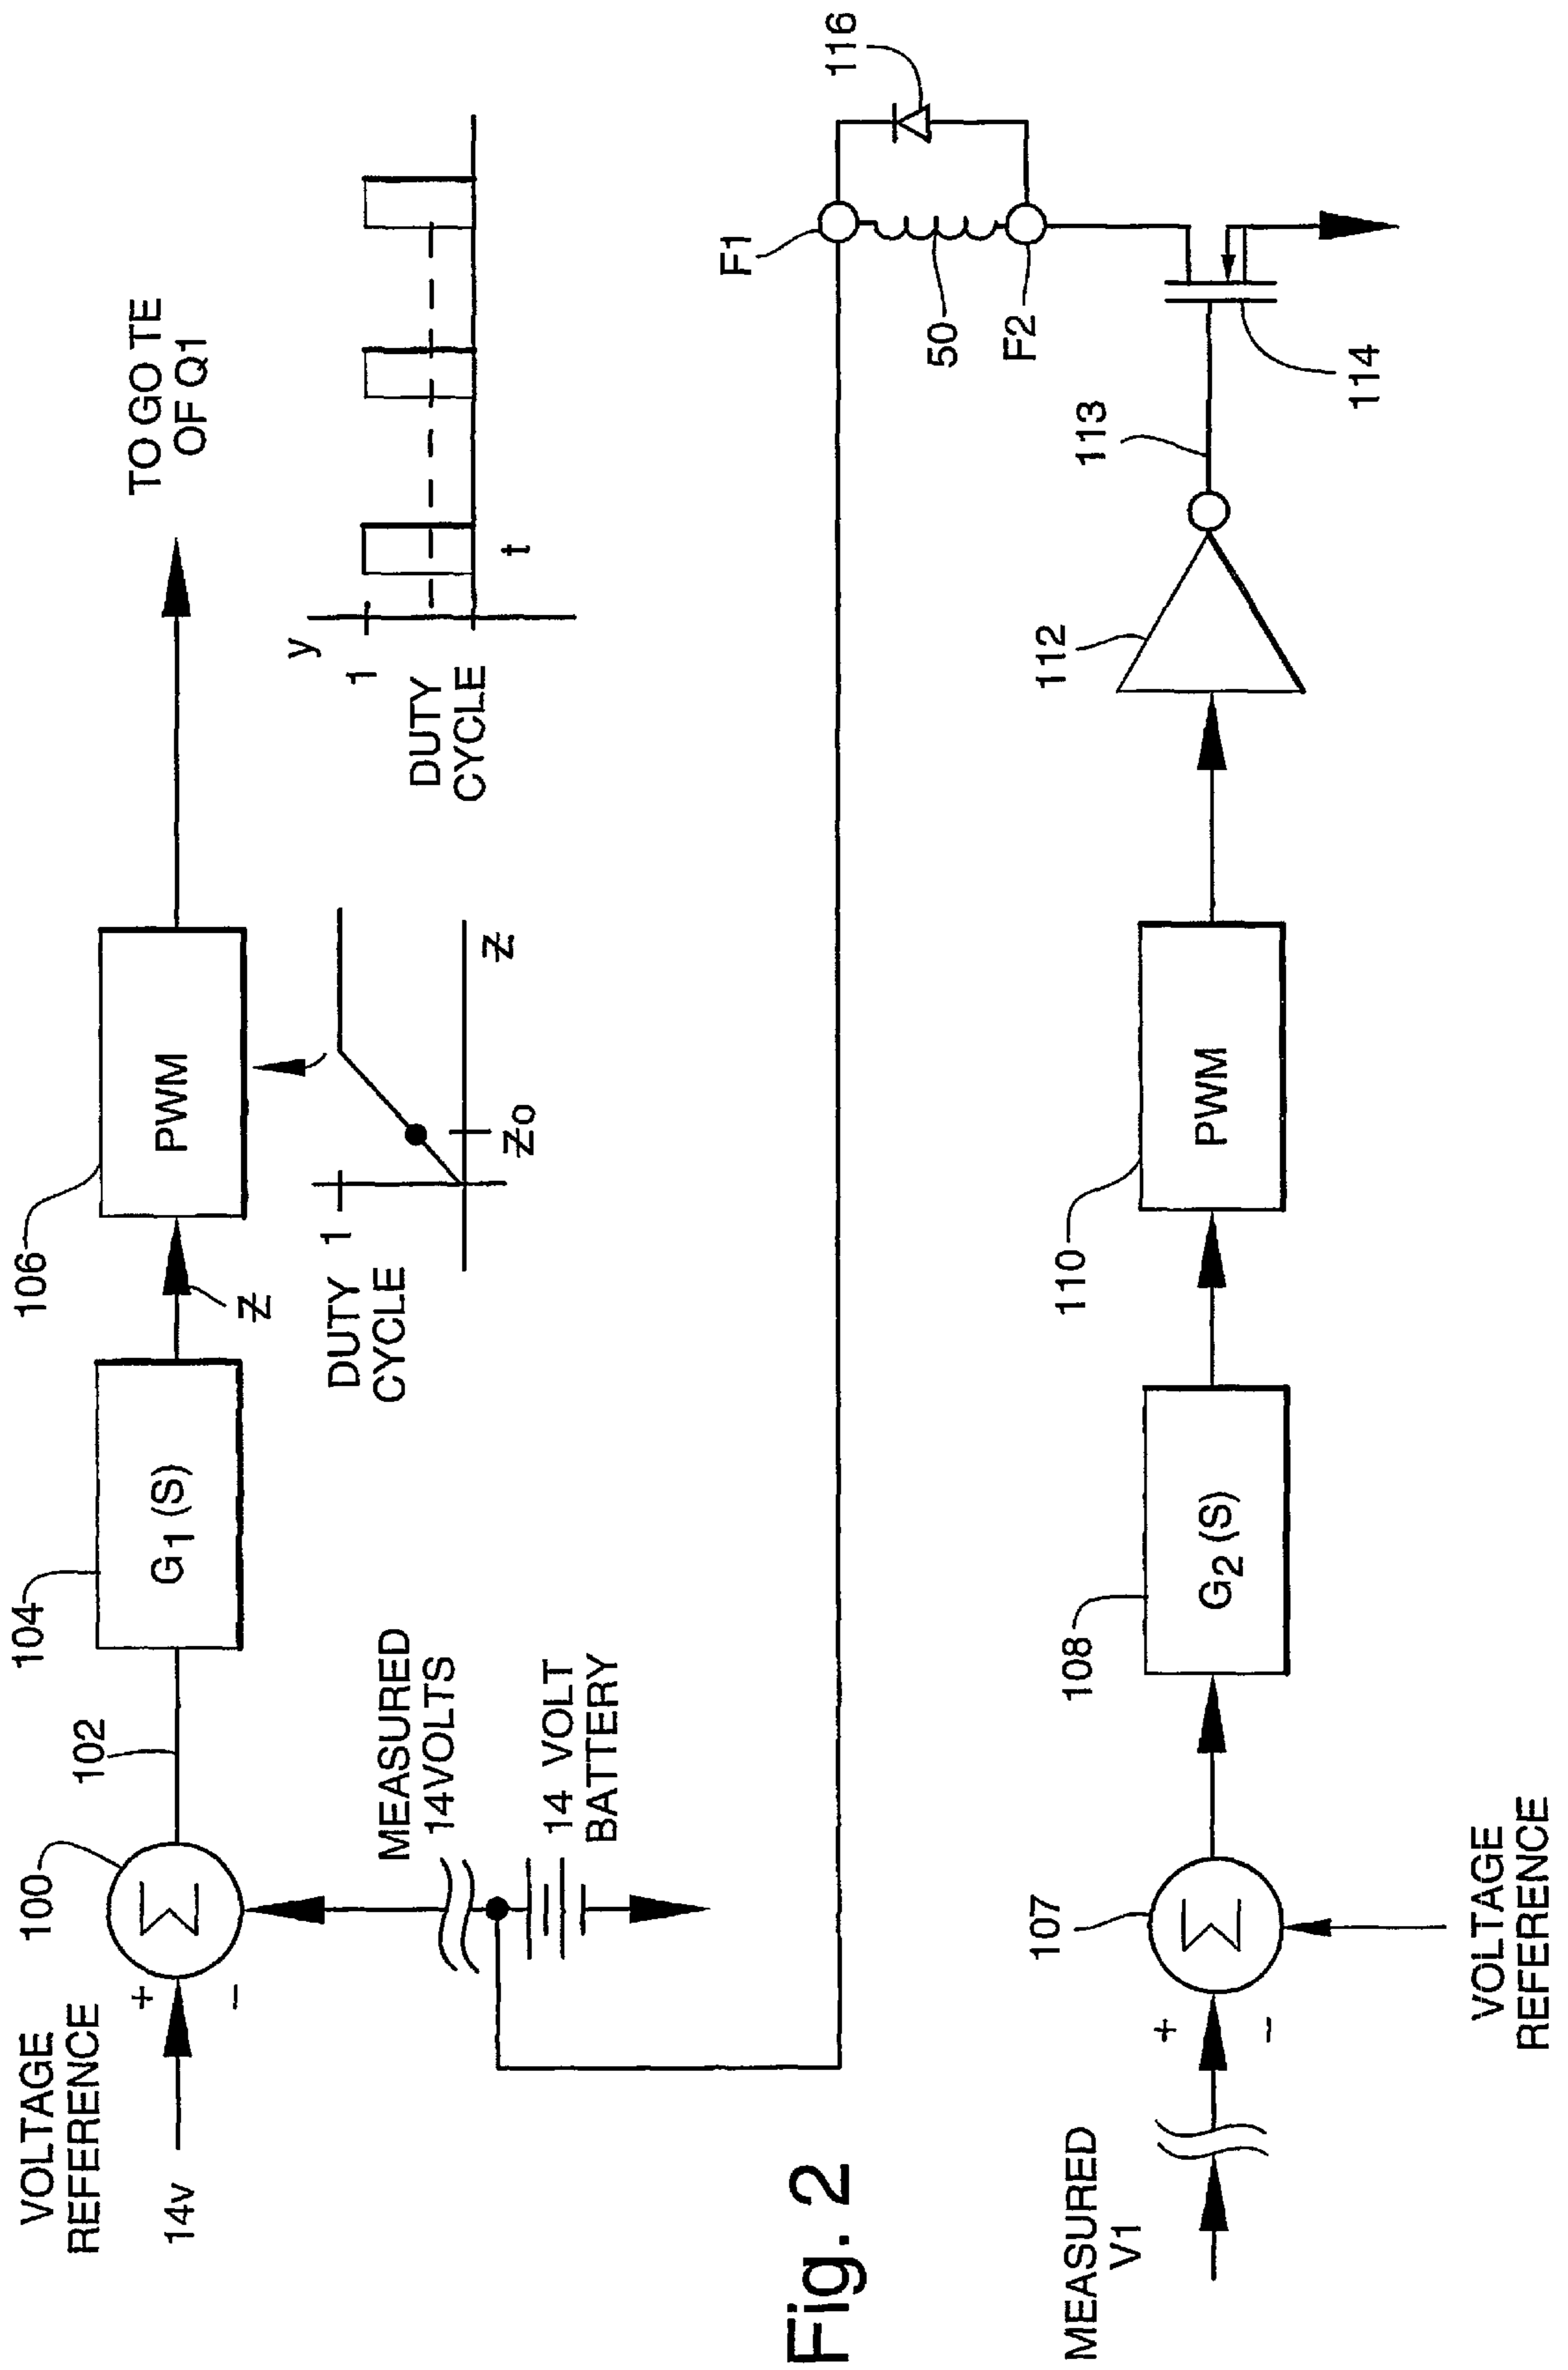 VOLTAGE
REFERENCE
14v
+
-
100
Σ
102
104
G1 (S)
Z
106
PWM
TO GO TE
OF Q1
MEASURED
14VOLTS
14 VOLT
BATTERY
DUTY
CYCLE
1
Z0
Z
y
1
DUTY
CYCLE
t
F1
50
F2
116
Fig. 2
MEASURED
V1
+
-
107
Σ
VOLTAGE
REFERENCE
108
G2 (S)
110
PWM
112
113
114